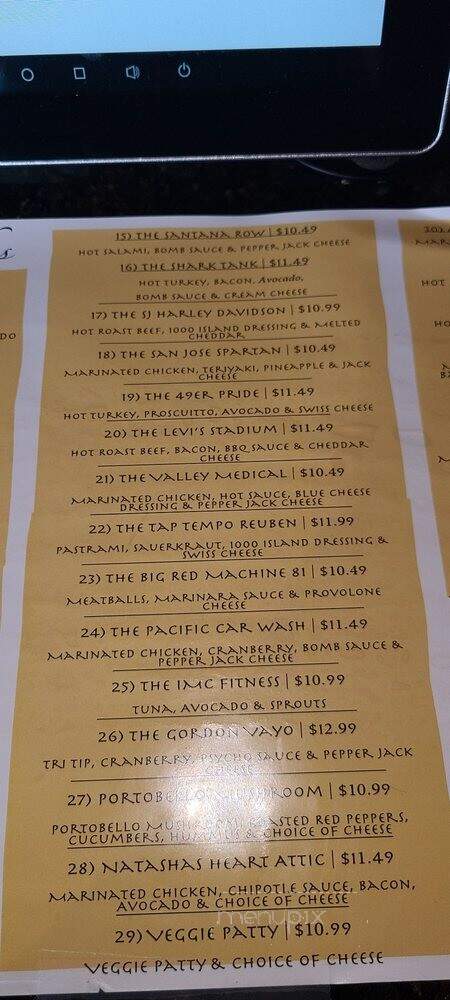 15) THE SANTANA ROW | $10.49
HOT SALAMI, BOMB SAUCE & PEPPER JACK CHEESE
16) THE SHARK TANK | $11.49
HOT TURKEY, BACON, Avocado,
BOMB SAUCE & CREAM CHEESE
17) THE SJ HARLEY DAVIDSON | $10.99
HOT ROAST BEEF, 1000 ISLAND DRESSING & MELTED
CHEDDAR
18) THE SAN JOSE SPARTAN | $10.49
MARINATED CHICKEN, TERIYAKI, PINEAPPLE & JACK
CHEESE
19) THE 49ER PRIDE | $11.49
HOT TURKEY, PROSCUITTO, AVOCADO & SWISS CHEESE
20) THE LEVI'S STADIUM | $11.49
HOT ROAST BEEF, BACON, BBQ SAUCE & CHEDDAR
CHEESE
21) THE VALLEY MEDICAL | $10.49
MARINATED CHICKEN, HOT SAUCE, BLUE CHEESE
DRESSING & PEPPER JACK CHEESE
22) THE TAP TEMPO REUBEN | $11.99
PASTRAMI, SAUERKRAUT, 1000 ISLAND DRESSING &
SWISS CHEESE
23) THE BIG RED MACHINE 81 | $10.49
MEATBALLS, MARINARA SAUCE & PROVOLONE
CHEESE
24) THE PACIFIC CAR WASH | $11.49
MARINATED CHICKEN, CRANBERRY, BOMB SAUCE &
PEPPER JACK CHEESE
25) THE IMC FITNESS | $10.99
TUNA, AVOCADO & SPROUTS
26) THE GORDON VAYO | $12.99
TRI TIP, CRANBERRY, PSYCHO SAUCE & PEPPER JACK
CHEESE
27) PORTOBELLO MUSHROOM | $10.99
PORTOBELLO MUSHROOM, ROASTED RED PEPPERS,
CUCUMBERS, HUMMUS & CHOICE OF CHEESE
28) NATASHAS HEART ATTIC | $11.49
MARINATED CHICKEN, CHIPOTLE SAUCE, BACON,
AVOCADO & CHOICE OF CHEESE
menupix
29) VEGGIE PATTY | $10.99
VEGGIE PATTY & CHOICE OF CHEESE
HOT